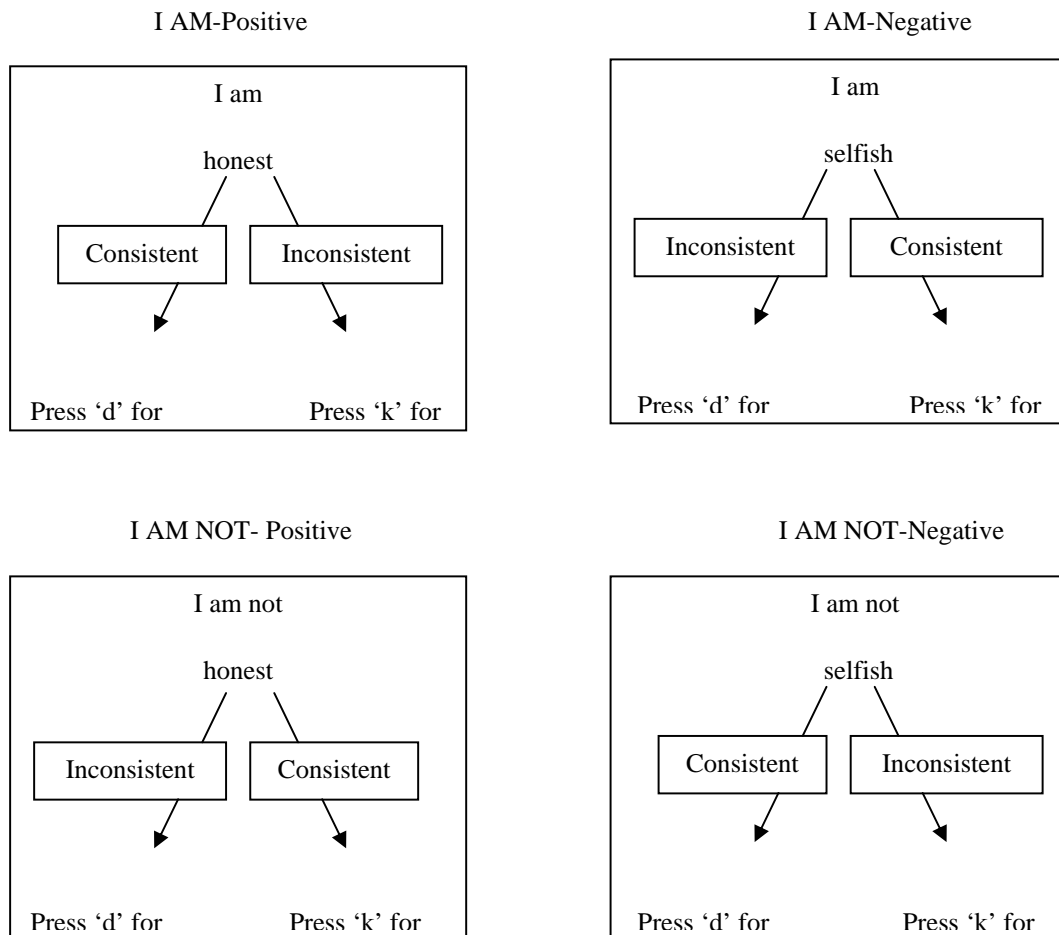 I AM-Positive
I am
honest
Consistent Inconsistent
Press ‘d’ for Press ‘k’ for
I AM-Negative
I am
selfish
Inconsistent Consistent
Press ‘d’ for Press ‘k’ for
I AM NOT- Positive
I am not
honest
Inconsistent Consistent
Press ‘d’ for Press ‘k’ for
I AM NOT-Negative
I am not
selfish
Consistent Inconsistent
Press ‘d’ for Press ‘k’ for